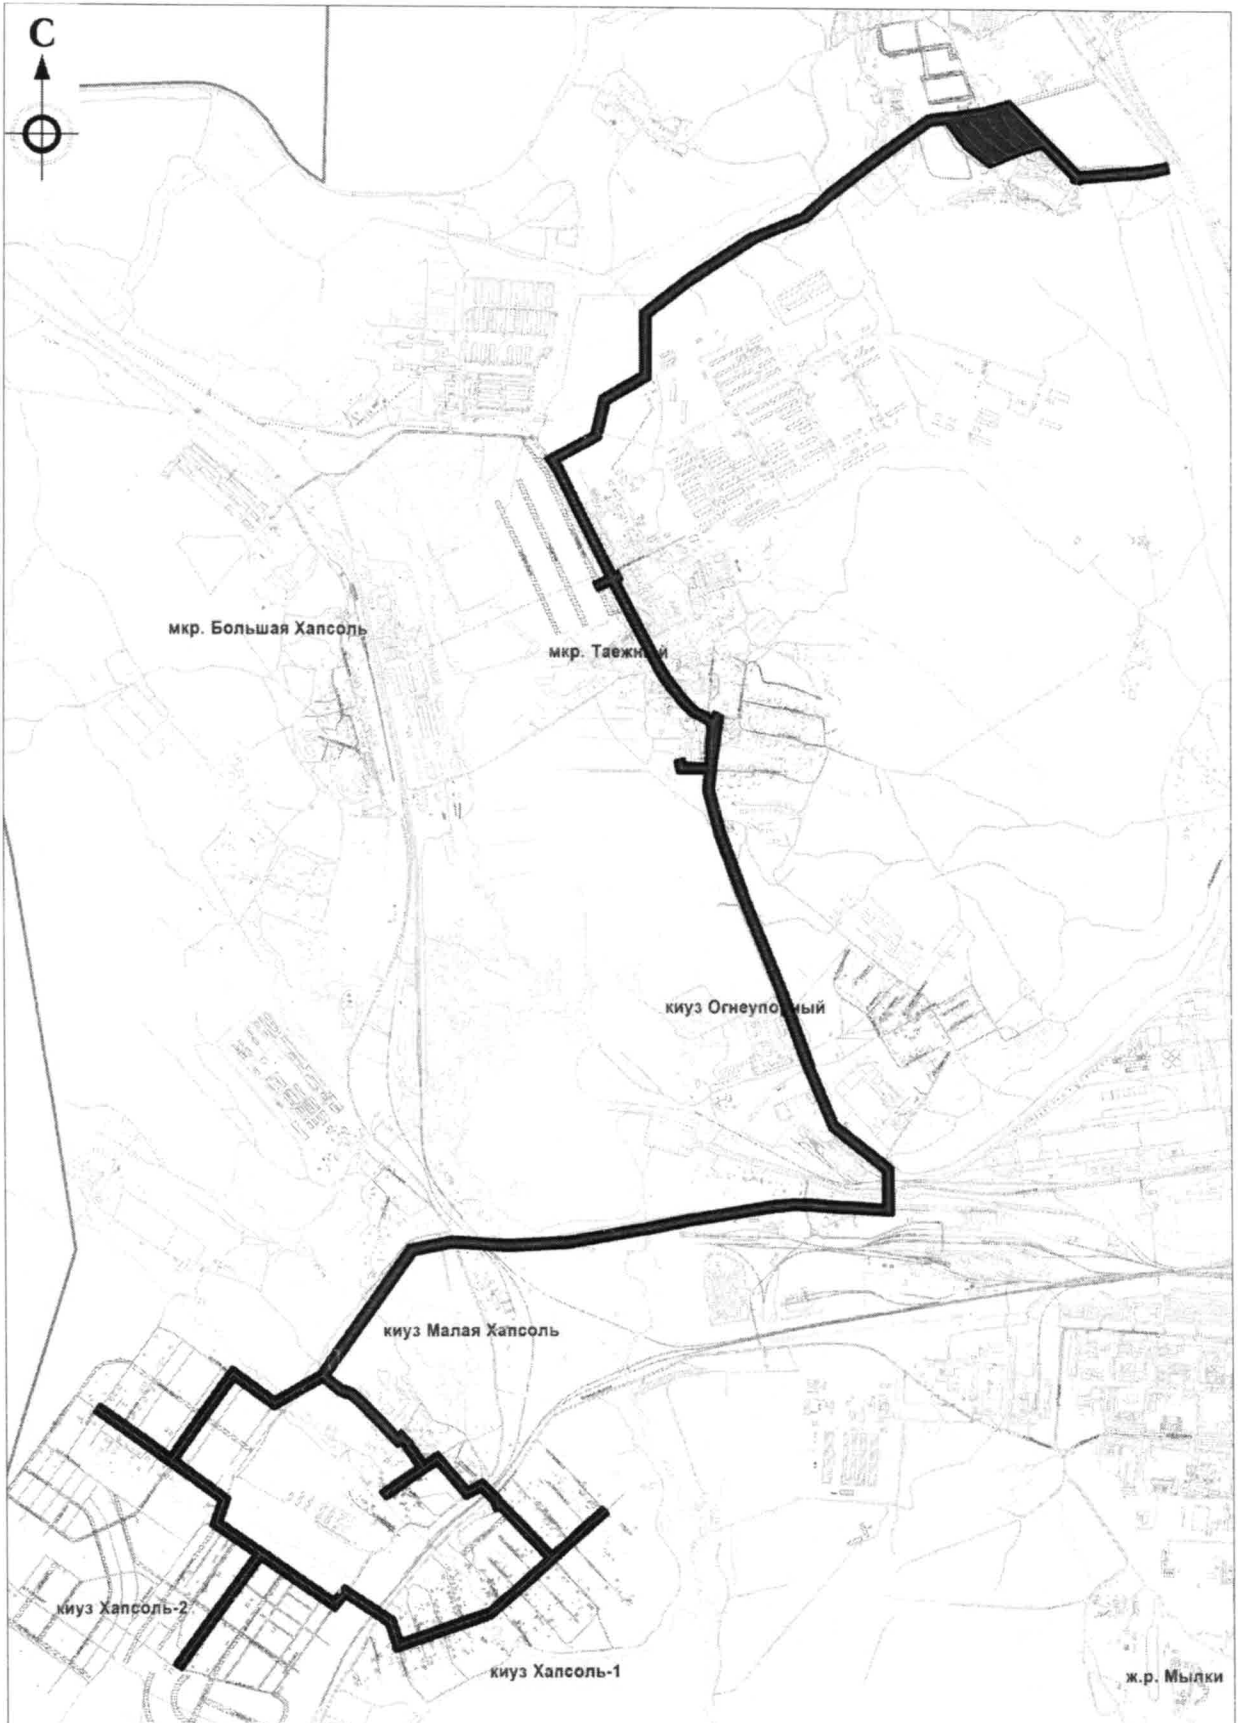 С
мкр. Большая Хапсоль
мкр. Таежный
киуз Огнеупорный
киуз Малая Хапсоль
киуз Хапсоль-2
киуз Хапсоль-1
ж.р. Мылки